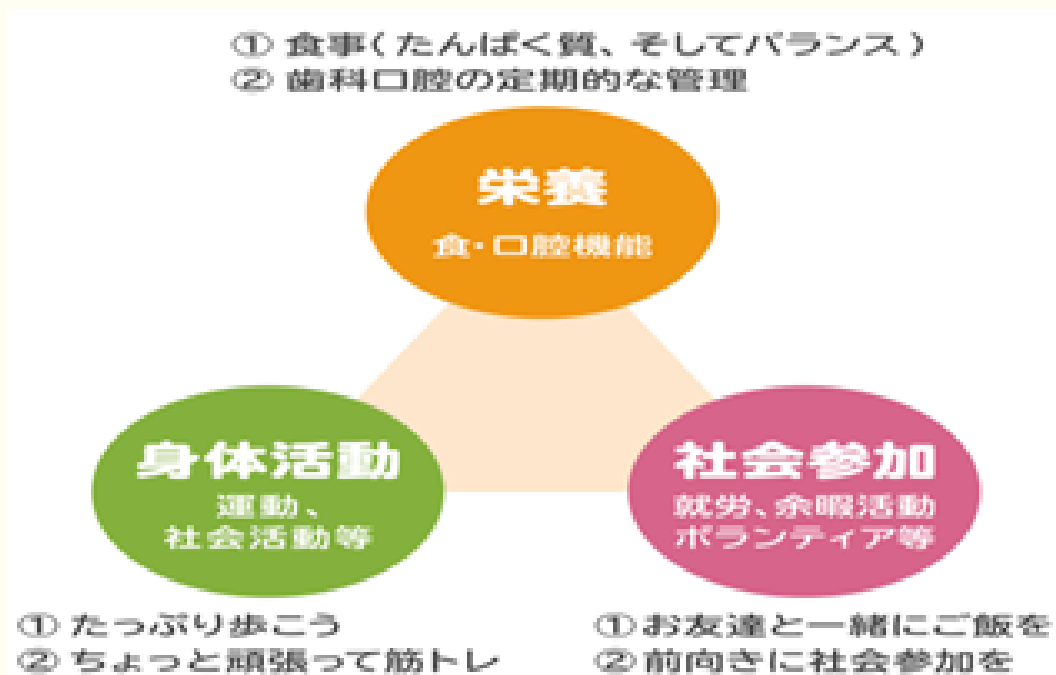 ① 食事(たんぱく質、そしてバランス)
② 歯科口腔の定期的な管理
栄養
食・口腔機能
身体活動
運動、
社会活動等
社会参加
就労、余暇活動
ボランティア等
① たっぷり歩こう
② ちょっと頑張って筋トレ
① お友達と一緒にご飯を
② 前向きに社会参加を